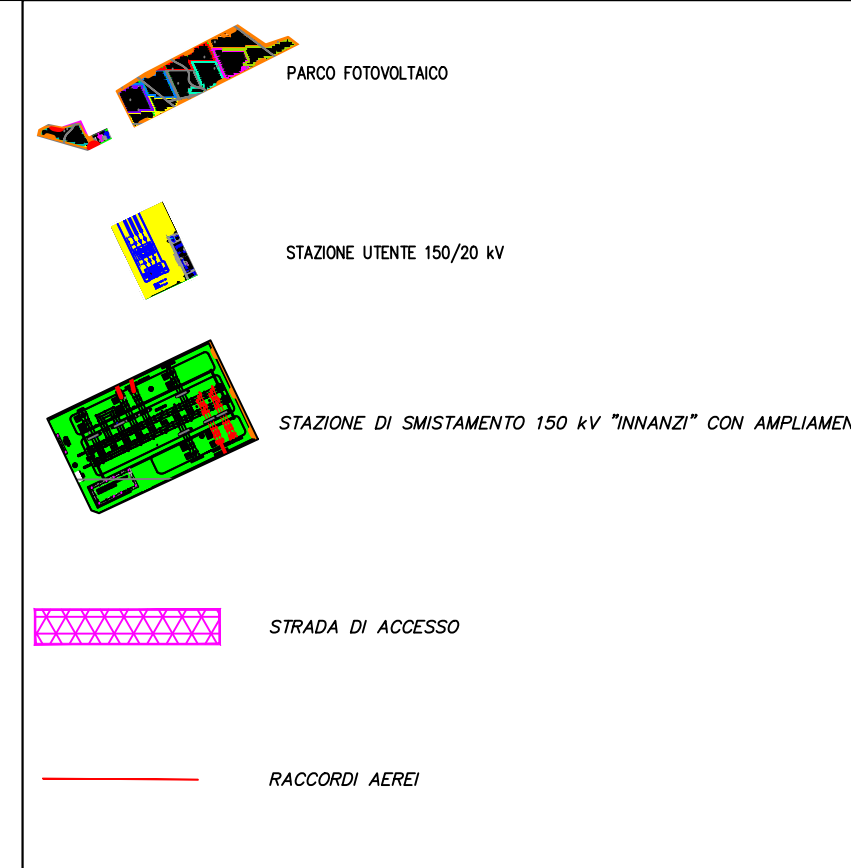 PARCO FOTOVOLTAICO
STAZIONE UTENTE 150/20 kV
STAZIONE DI SMISTAMENTO 150 kV "INNANZI" CON AMPLIAMEN
STRADA DI ACCESSO
RACCORDI AEREI